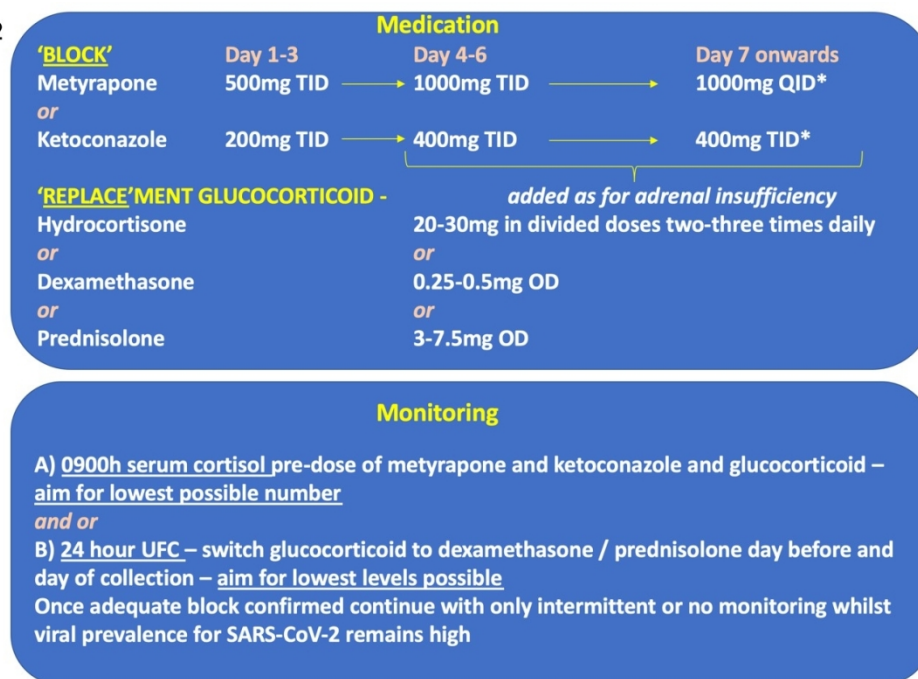 2
Medication
'BLOCK' Day 1-3 Day 4-6 Day 7 onwards
Metyrapone 500mg TID 1000mg TID 1000mg QID*
or
Ketoconazole 200mg TID 400mg TID 400mg TID*
'REPLACE'MENT GLUCOCORTICOID - added as for adrenal insufficiency
Hydrocortisone 20-30mg in divided doses two-three times daily
or or
Dexamethasone 0.25-0.5mg OD
or or
Prednisolone 3-7.5mg OD
Monitoring
A) 0900h serum cortisol pre-dose of metyrapone and ketoconazole and glucocorticoid –
aim for lowest possible number
and or
B) 24 hour UFC – switch glucocorticoid to dexamethasone / prednisolone day before and
day of collection – aim for lowest levels possible
Once adequate block confirmed continue with only intermittent or no monitoring whilst
viral prevalence for SARS-CoV-2 remains high